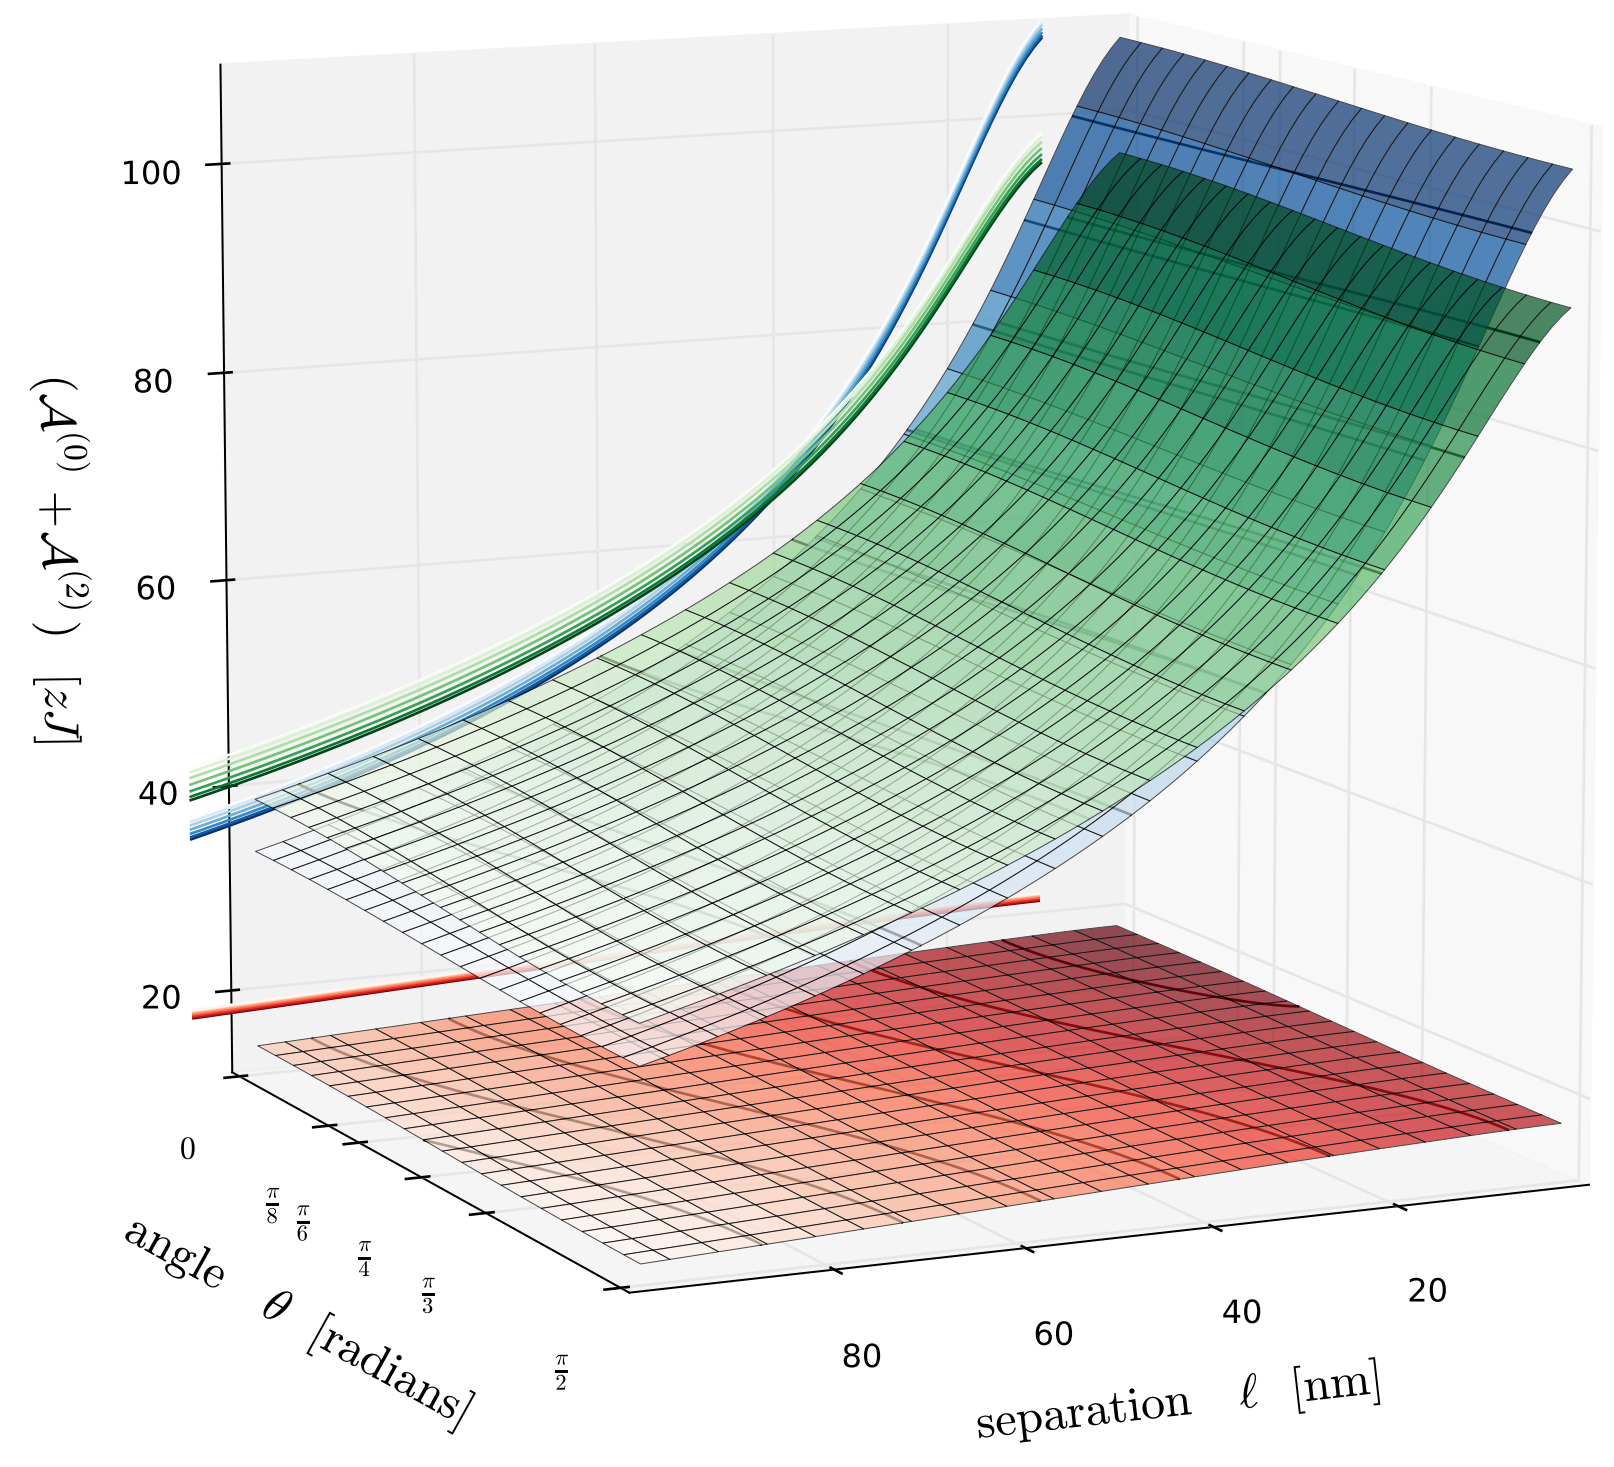 100
80
60
40
20
(𝒜⁽⁰⁾ + 𝒜⁽²⁾) [zJ]
0
π/8
π/6
π/4
π/3
π/2
angle θ [radians]
80
60
40
20
separation ℓ [nm]